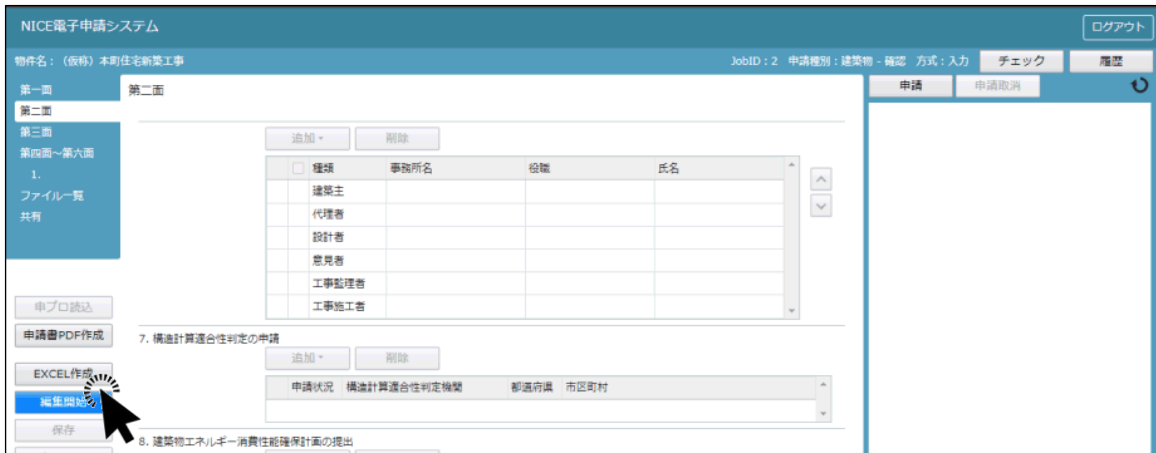 NICE電子申請システム
ログアウト
物件名：（仮称）本町住宅新築工事
JobID：2 申請種別：建築物 - 確認 方式：入力
チェック
履歴
第一面
第二面
第三面
第四面～第六面
1.
ファイル一覧
共有
第二面
申請
申請取消
追加
削除
種類 事務所名 役職 氏名
建築主
代理者
設計者
意見者
工事監理者
工事施工者
申プロ読込
申請書PDF作成
EXCEL作成
編集開始
保存
7. 構造計算適合性判定の申請
追加
削除
申請状況 構造計算適合性判定機関 都道府県 市区町村
8. 建築物エネルギー消費性能確保計画の提出